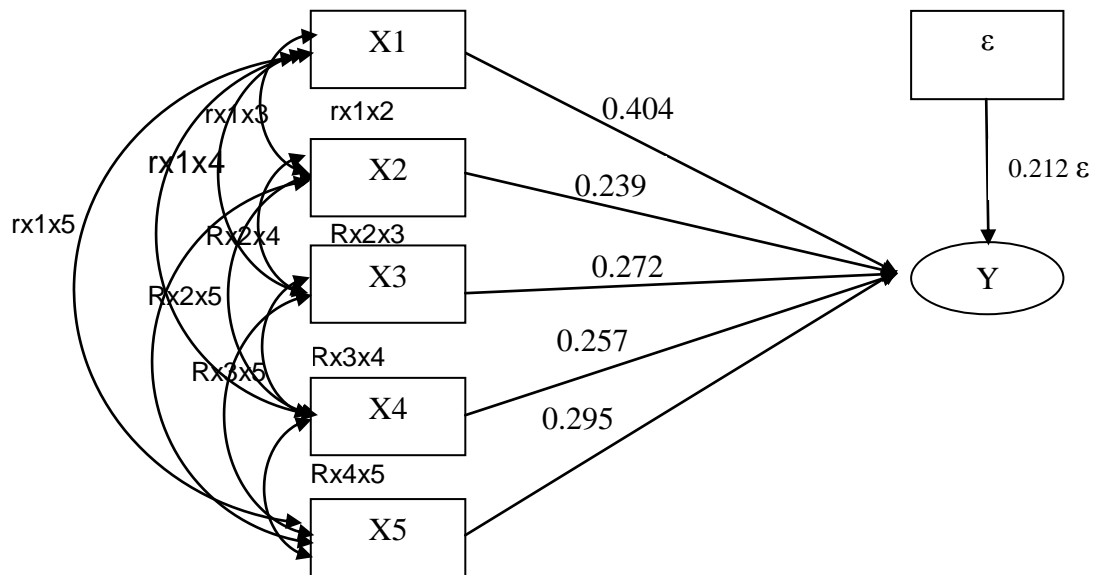 X1
ε
rx1x3
rx1x2
0.404
rx1x4
X2
0.239
0.212 ε
rx1x5
Rx2x4
Rx2x3
X3
0.272
Y
Rx2x5
Rx3x4
0.257
Rx3x5
X4
0.295
Rx4x5
X5